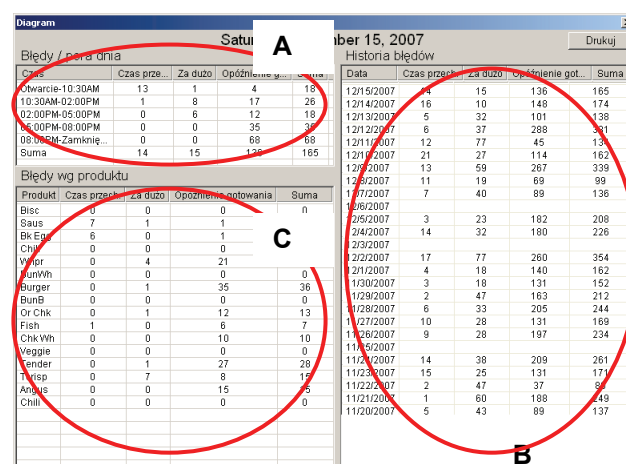 Diagram
Satu ber 15, 2007 Drukuj
Błędy / pora dnia
A
Czas Czas prze... Za dużo Opóźnienie g... Suma
Otwarcie-10:30AM 13 1 4 18
10:30AM-02:00PM 1 8 17 26
02:00PM-05:00PM 0 6 12 18
05:00PM-08:00PM 0 0 35 35
08:00PM-Zamknię... 0 0 68 68
Suma 14 15 136 165
Błędy wg produktu
Produkt Czas przech. Za dużo Opóźnienie gotowania Suma
Bisc 0 0 0 0
Saus 7 1 1
Bk Egg 6 0 1
C
Chili 0 0
Whpr 0 4 21
BunWh 0 0 0 0
Burger 0 1 35 36
BunB 0 0 0 0
Or Chk 0 1 12 13
Fish 1 0 6 7
Chk Wh 0 0 10 10
Veggie 0 0 0 0
Tender 0 1 27 28
Tcrisp 0 7 8 15
Angus 0 0 15 15
Chili 0 0 0 0
Historia błędów
Data Czas przech. Za dużo Opóźnienie got... Suma
12/15/2007 14 15 136 165
12/14/2007 16 10 148 174
12/13/2007 5 32 101 138
12/12/2007 6 37 288 331
12/11/2007 12 77 45 134
12/10/2007 21 27 114 162
12/9/2007 13 59 267 339
12/8/2007 11 19 69 99
12/7/2007 7 40 89 136
12/6/2007
12/5/2007 3 23 182 208
12/4/2007 14 32 180 226
12/3/2007
12/2/2007 17 77 260 354
12/1/2007 4 18 140 162
11/30/2007 3 18 131 152
11/29/2007 2 47 163 212
11/28/2007 6 33 205 244
11/27/2007 10 28 131 169
11/26/2007 9 28 197 234
11/25/2007
11/24/2007 14 38 209 261
11/23/2007 15 25 131 171
11/22/2007 2 47 37 86
11/21/2007 1 60 188 249
11/20/2007 5 43 89 137
B